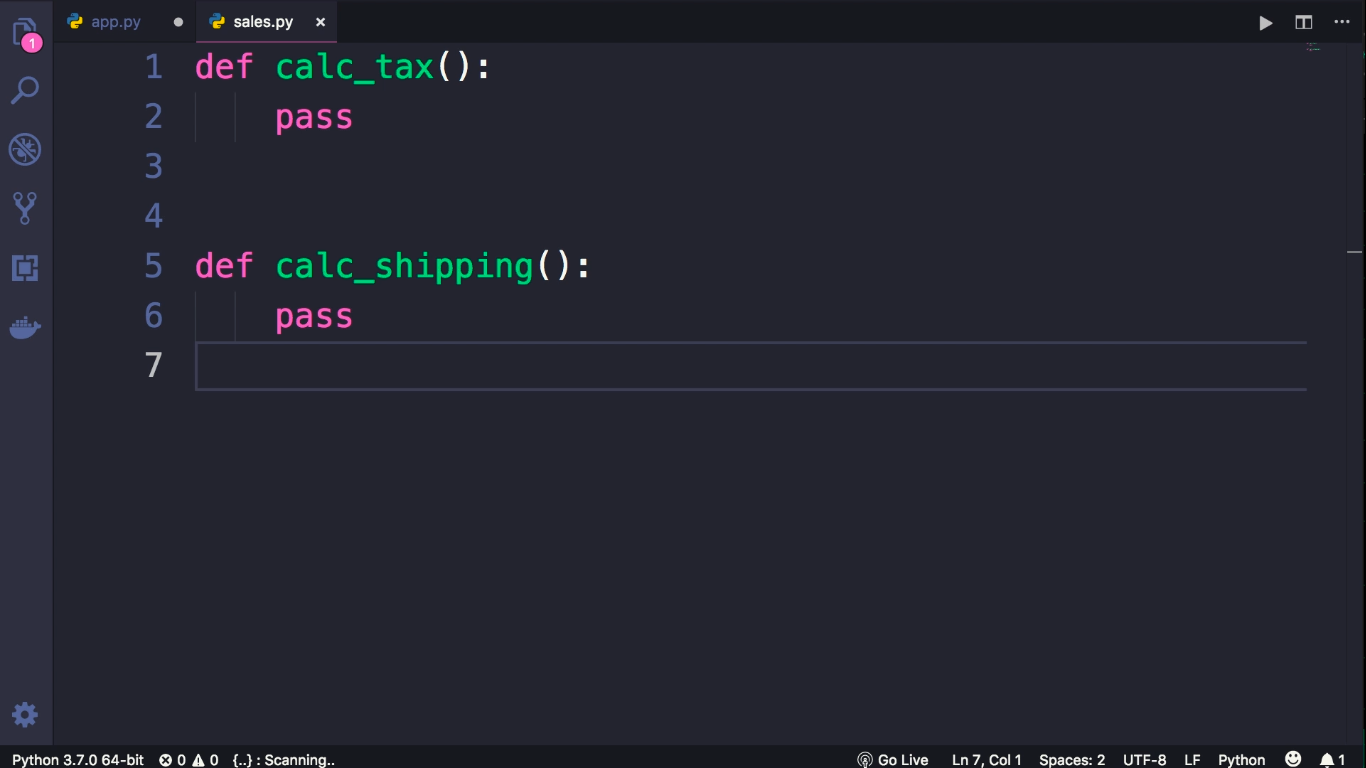 app.py ● sales.py ×
1
1 def calc_tax():
2     pass
3
4
5 def calc_shipping():
6     pass
7
Python 3.7.0 64-bit 0 0 {..} : Scanning.. Go Live Ln 7, Col 1 Spaces: 2 UTF-8 LF Python 1